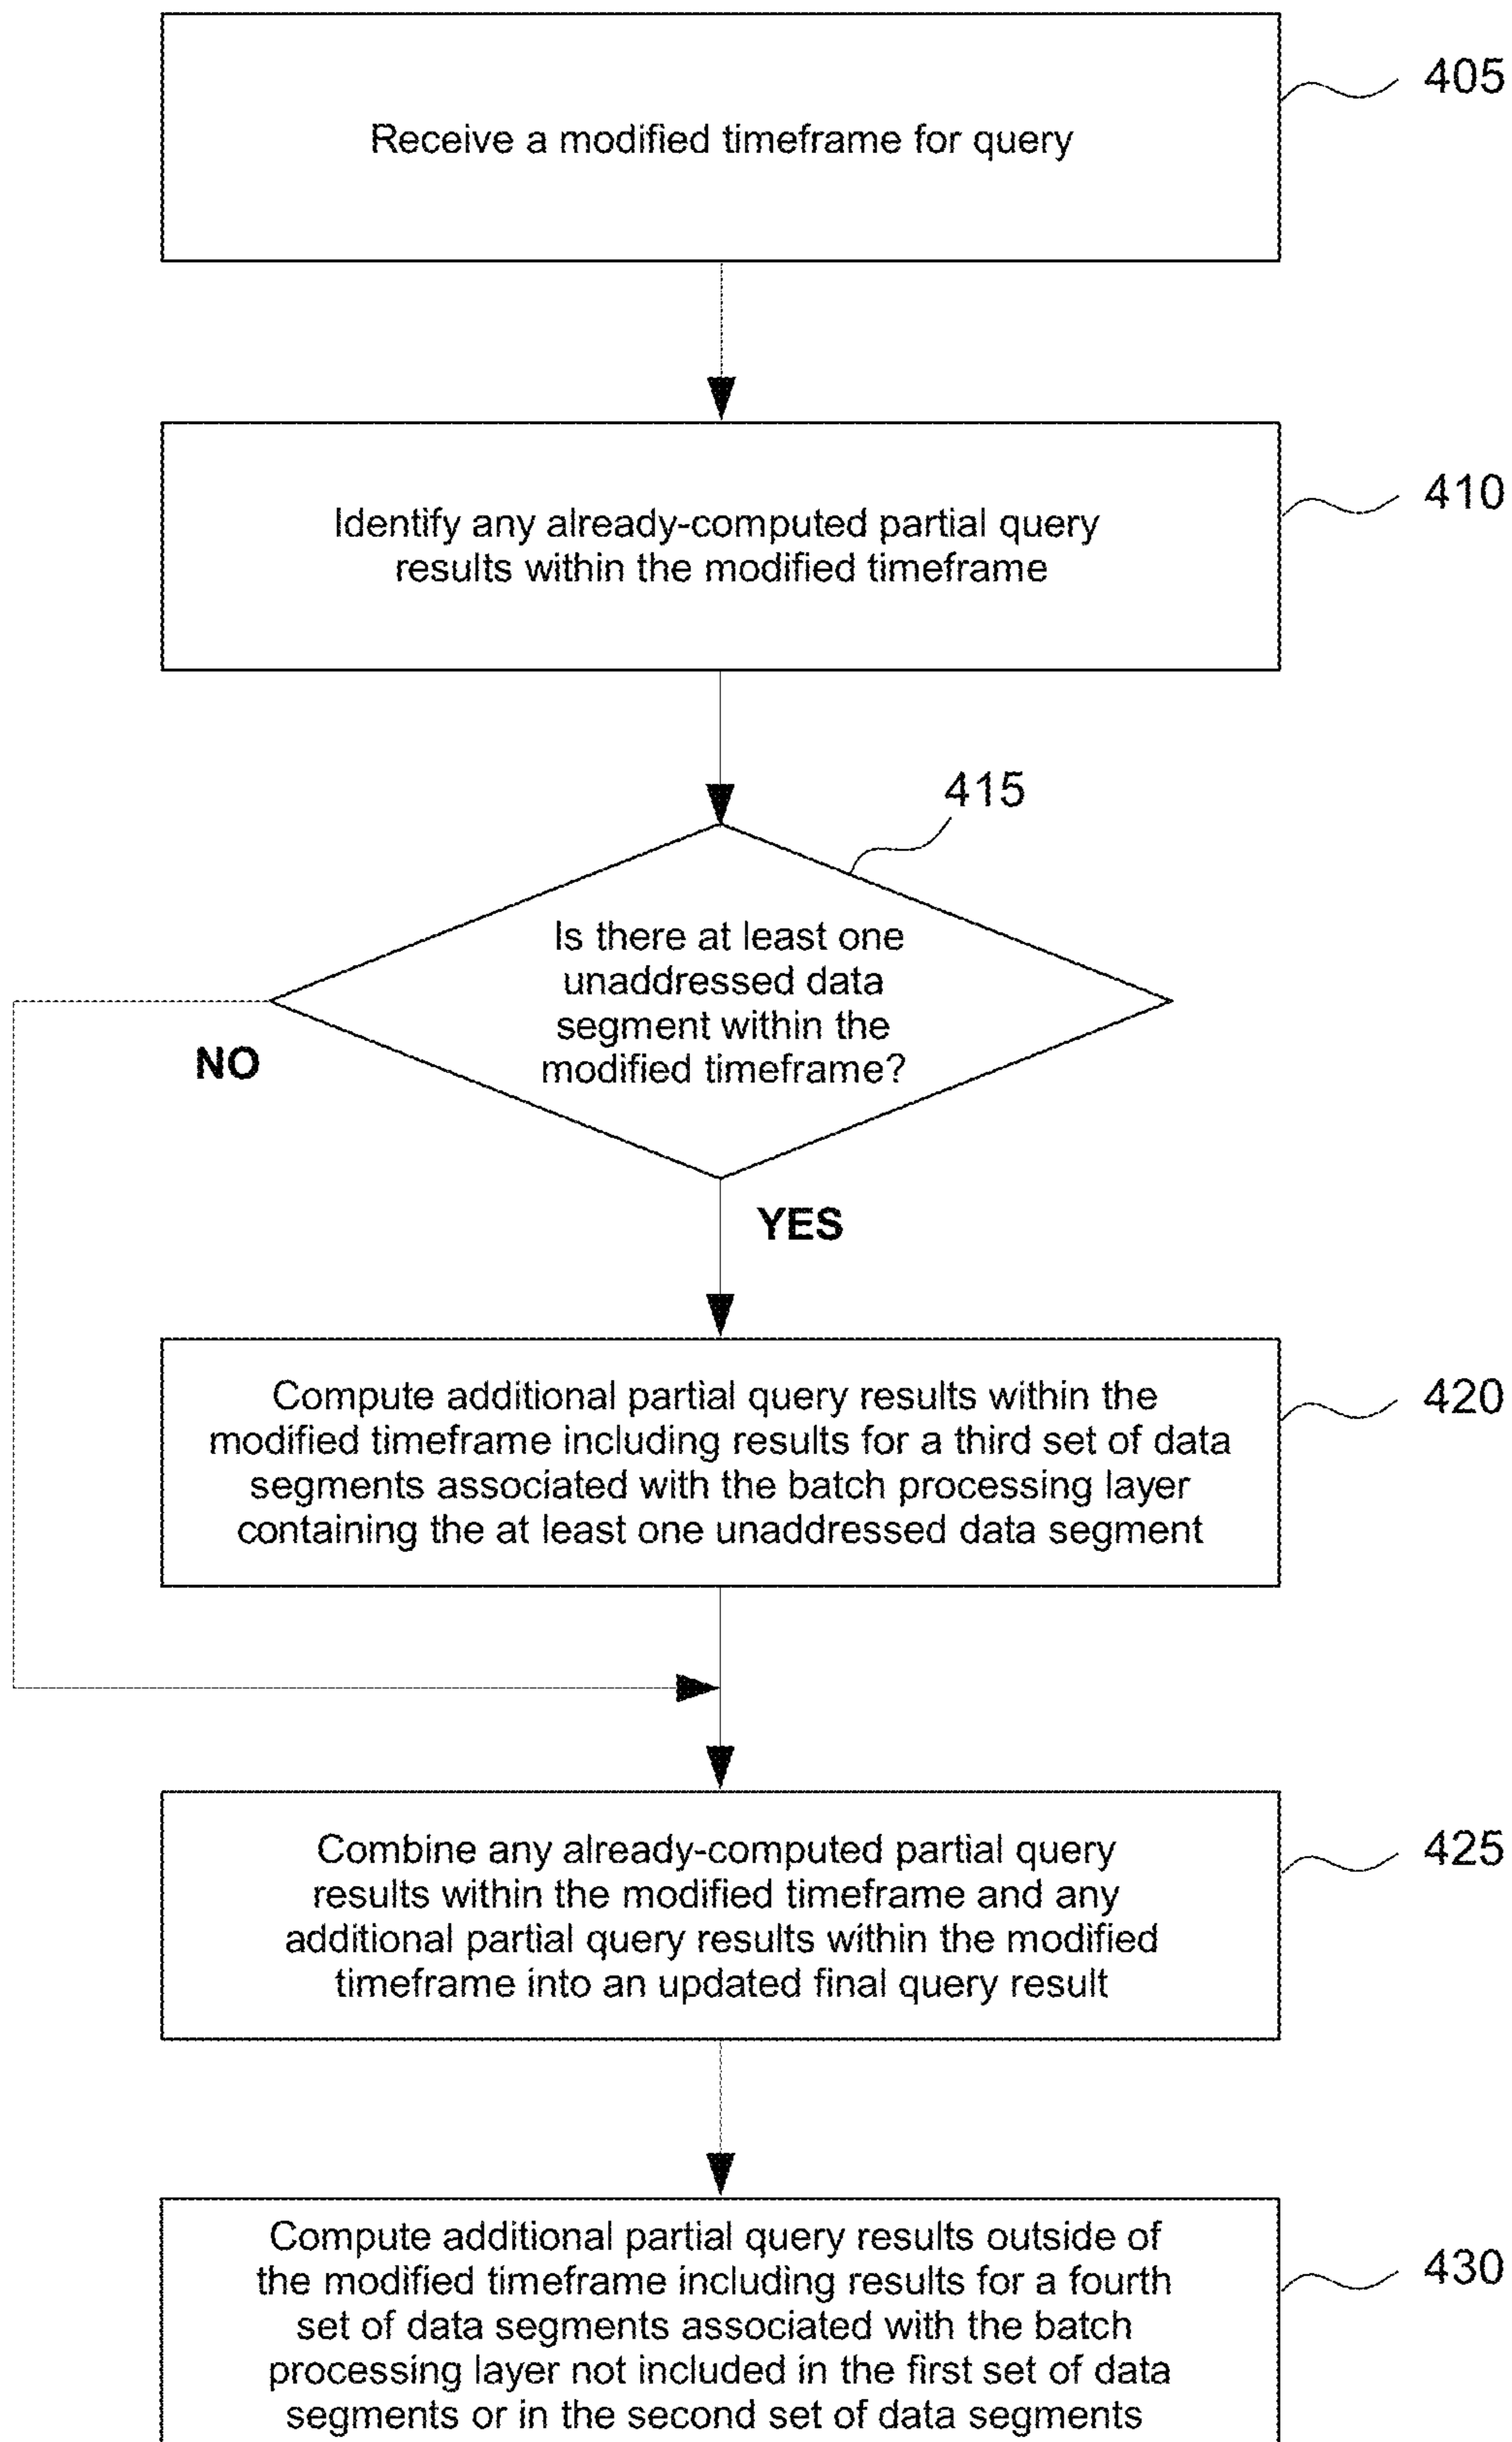 405
Receive a modified timeframe for query
410
Identify any already-computed partial query
results within the modified timeframe
415
Is there at least one
unaddressed data
segment within the
modified timeframe?
NO
YES
420
Compute additional partial query results within the
modified timeframe including results for a third set of data
segments associated with the batch processing layer
containing the at least one unaddressed data segment
425
Combine any already-computed partial query
results within the modified timeframe and any
additional partial query results within the modified
timeframe into an updated final query result
430
Compute additional partial query results outside of
the modified timeframe including results for a fourth
set of data segments associated with the batch
processing layer not included in the first set of data
segments or in the second set of data segments